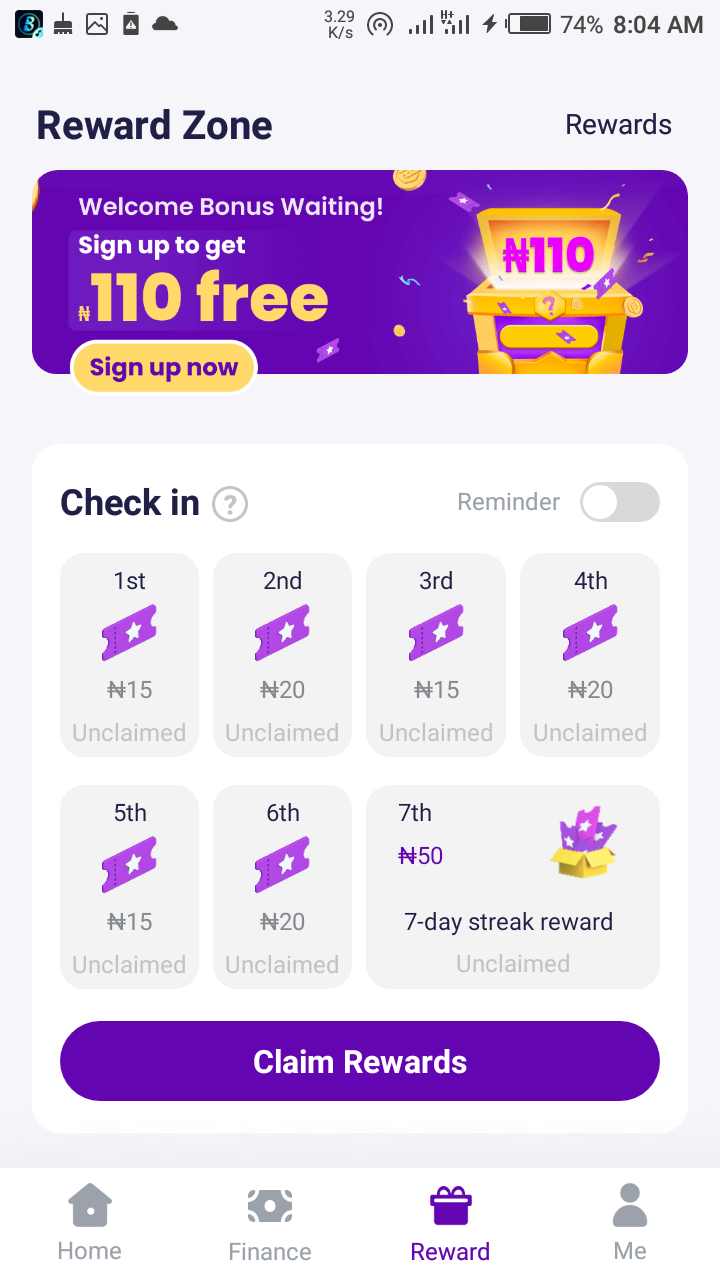 3.29
K/s
H+
74%
8:04 AM
Reward Zone
Rewards
Welcome Bonus Waiting!
Sign up to get
₦110 free
Sign up now
₦110
?
Check in ?
Reminder
1st
2nd
3rd
4th
₦15
₦20
₦15
₦20
Unclaimed
Unclaimed
Unclaimed
Unclaimed
5th
6th
7th
₦50
₦15
₦20
7-day streak reward
Unclaimed
Unclaimed
Unclaimed
Claim Rewards
Home
Finance
Reward
Me